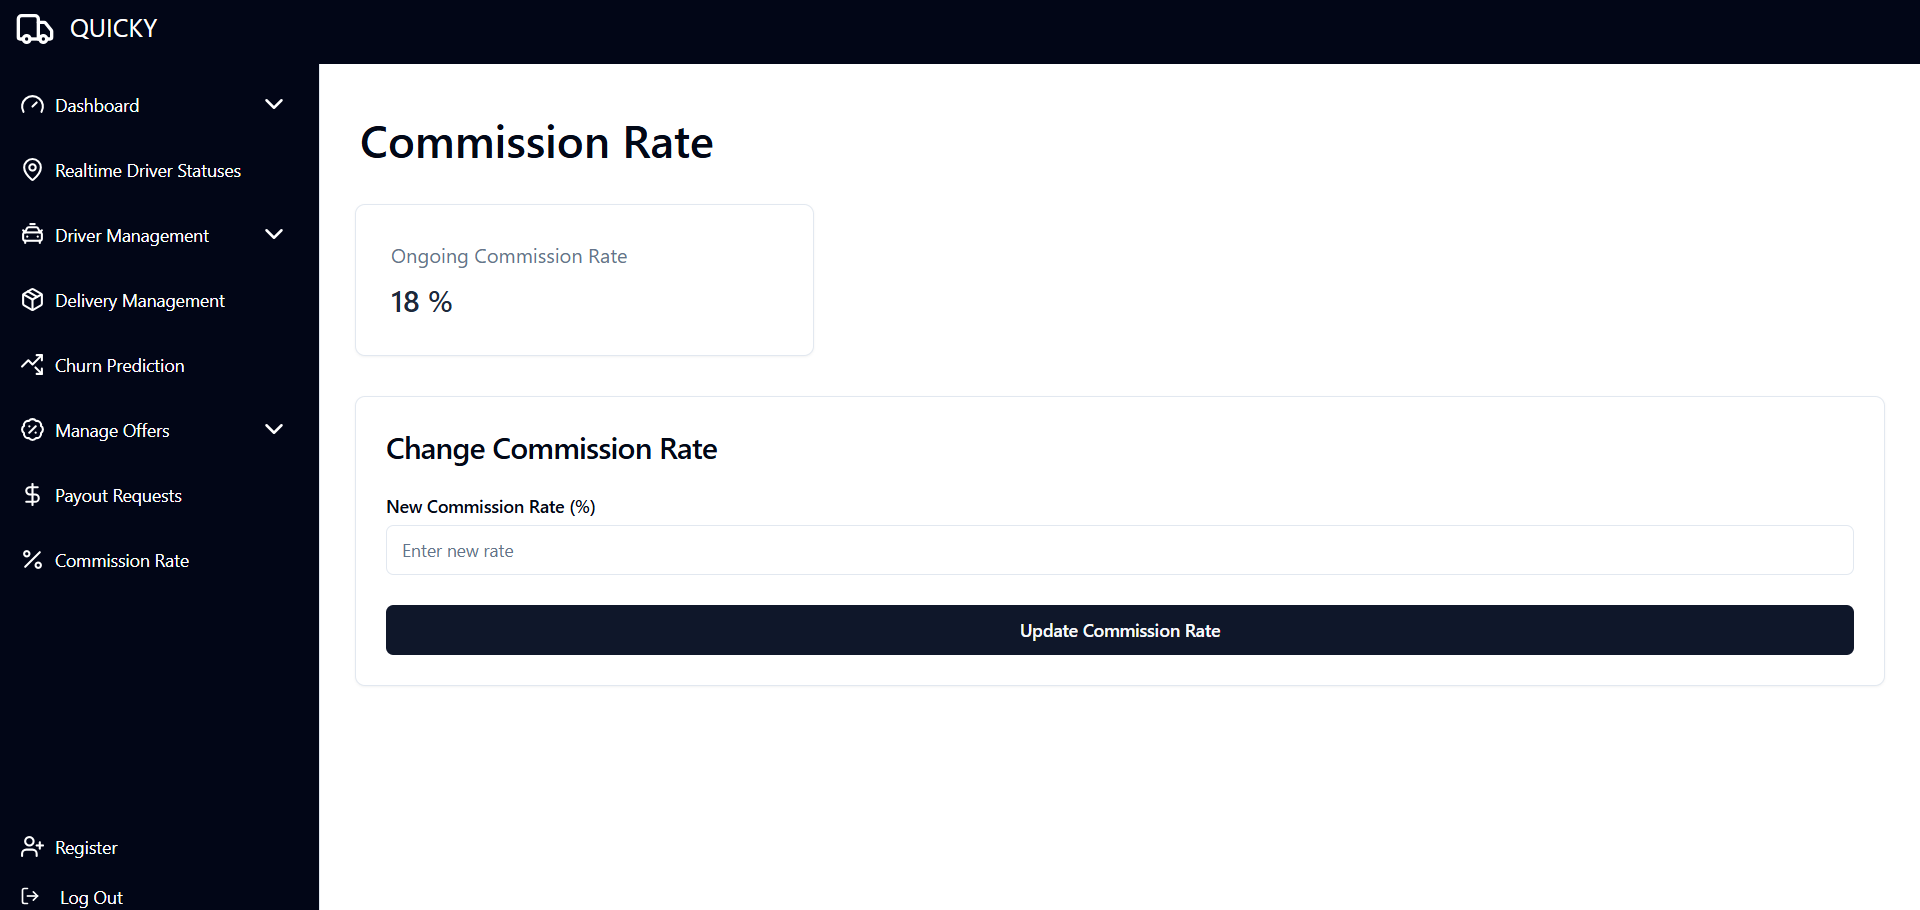 QUICKY
Dashboard
Realtime Driver Statuses
Driver Management
Delivery Management
Churn Prediction
Manage Offers
Payout Requests
Commission Rate
Register
Log Out
Commission Rate
Ongoing Commission Rate
18 %
Change Commission Rate
New Commission Rate (%)
Enter new rate
Update Commission Rate